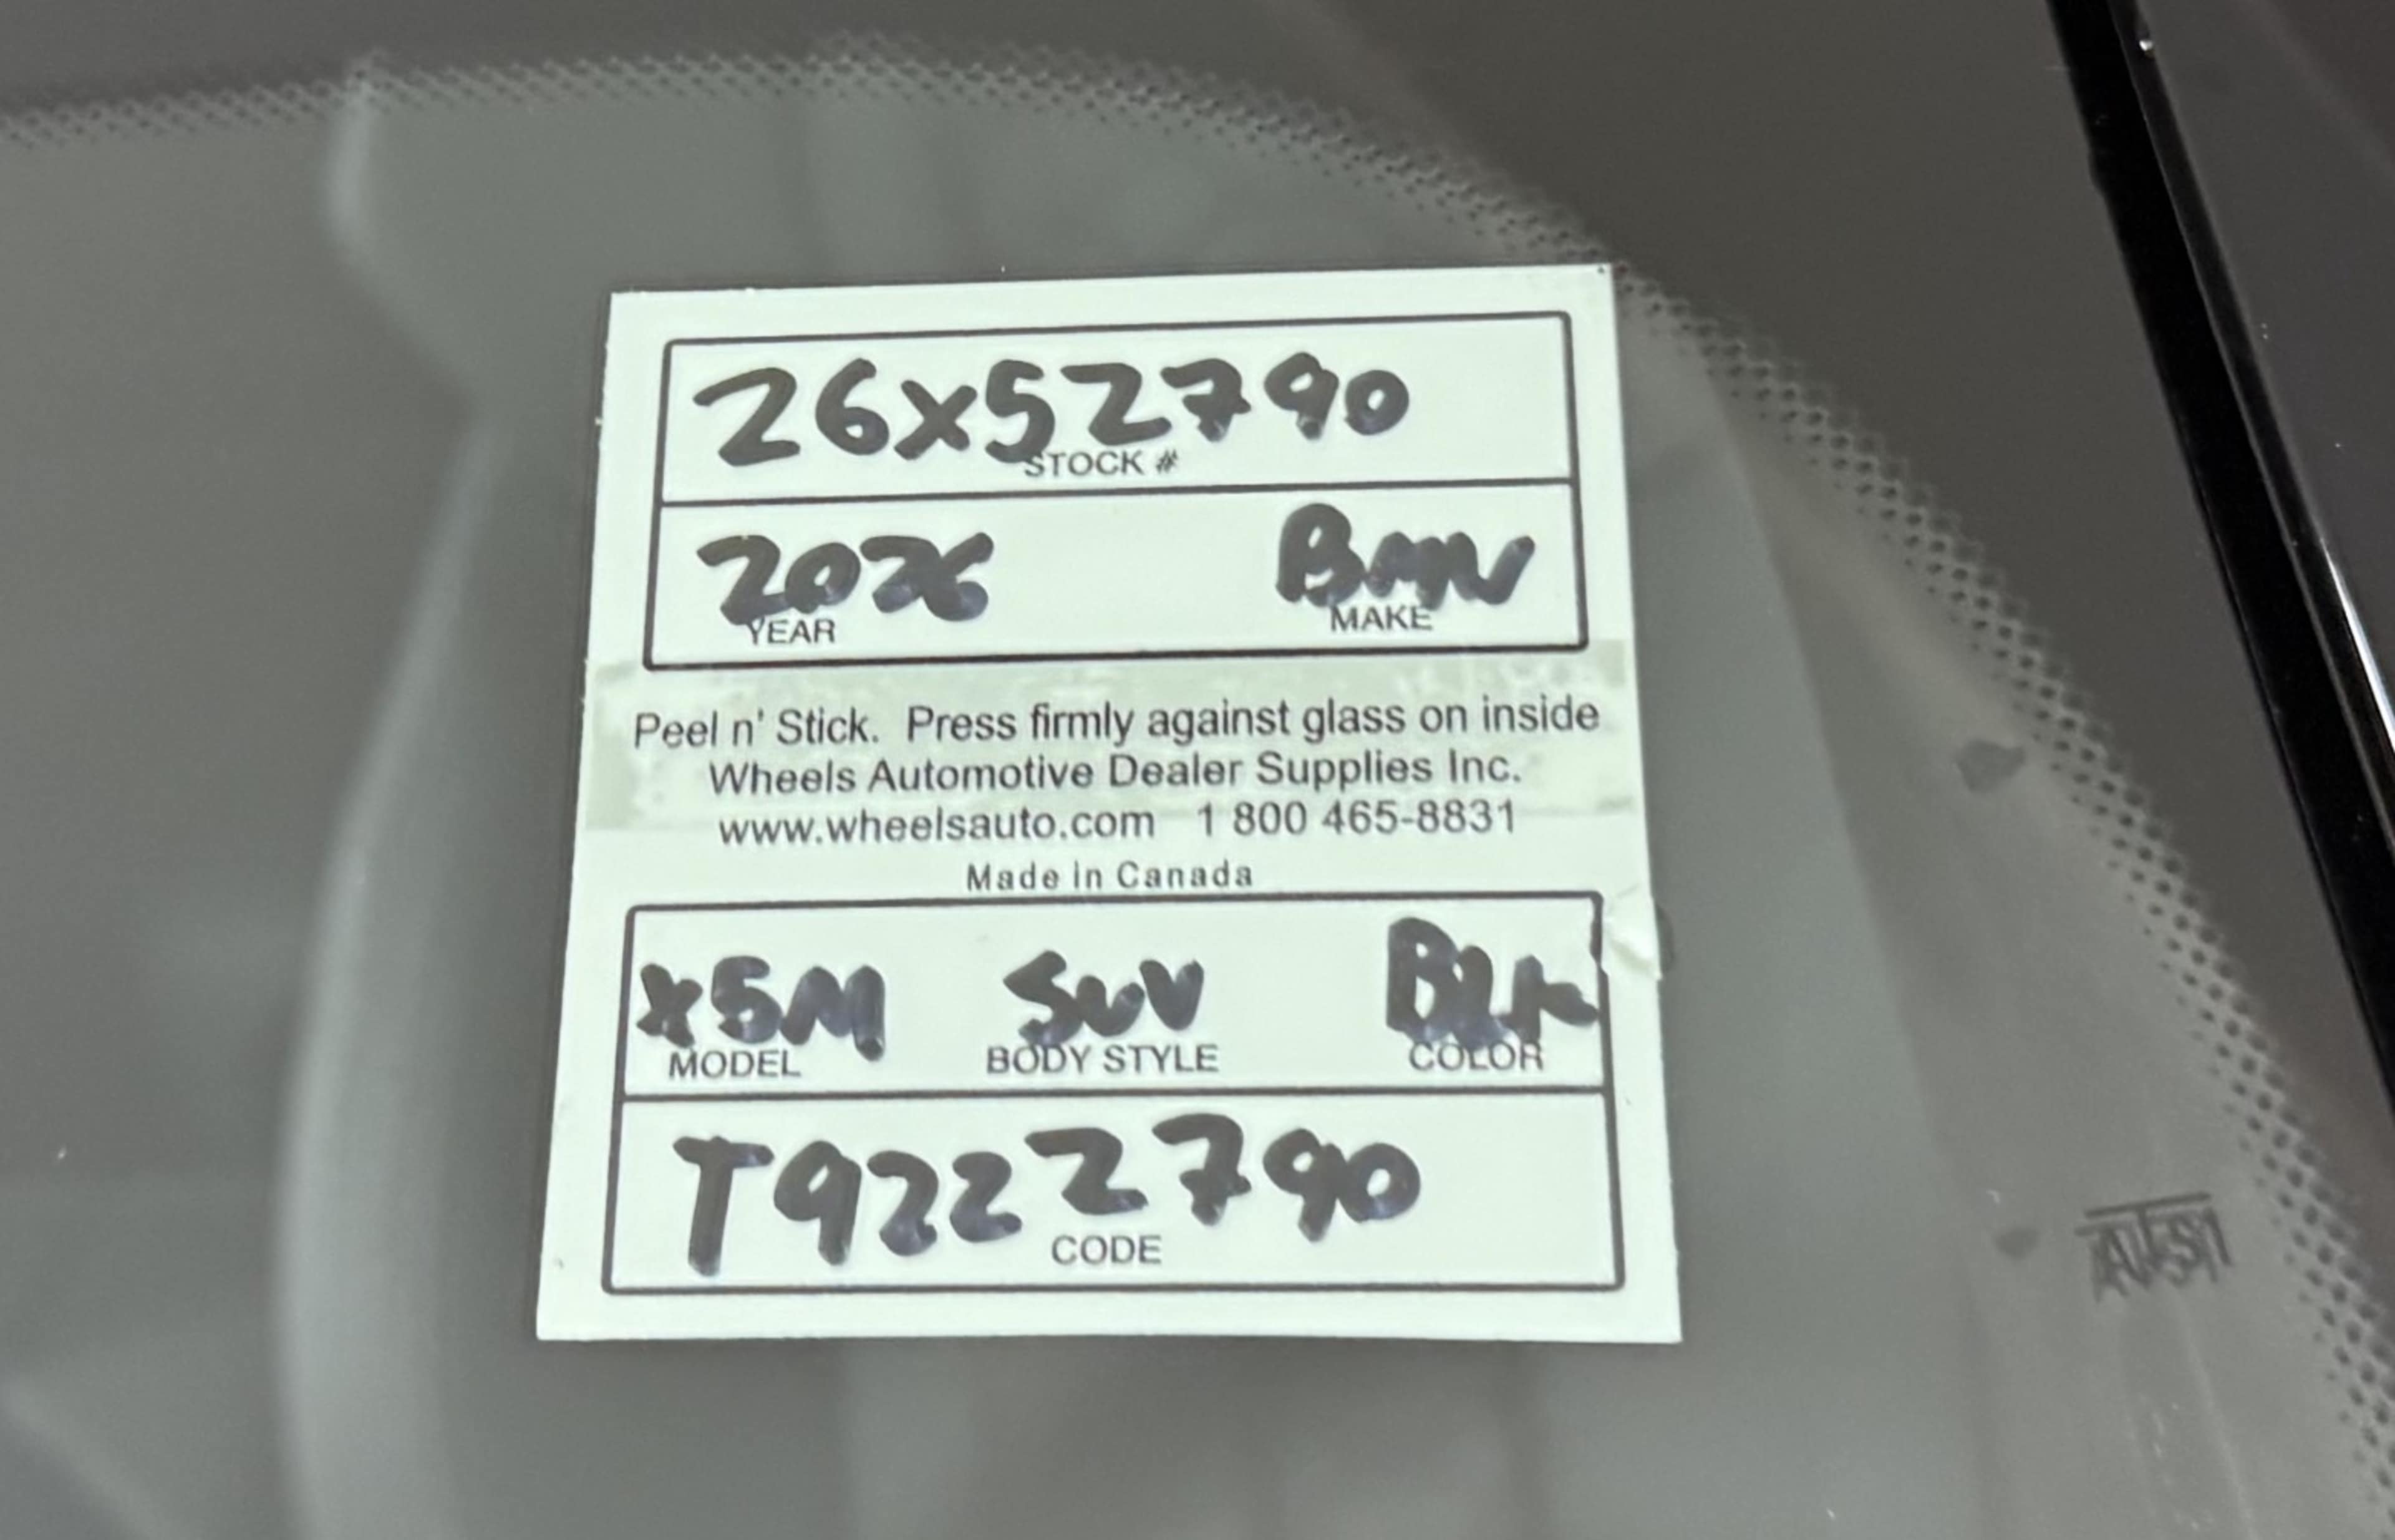 26X52790
STOCK #
2026 BMW
YEAR MAKE
Peel n' Stick. Press firmly against glass on inside
Wheels Automotive Dealer Supplies Inc.
www.wheelsauto.com 1 800 465-8831
Made in Canada
X5M SUV BLK
MODEL BODY STYLE COLOR
T9222790
CODE